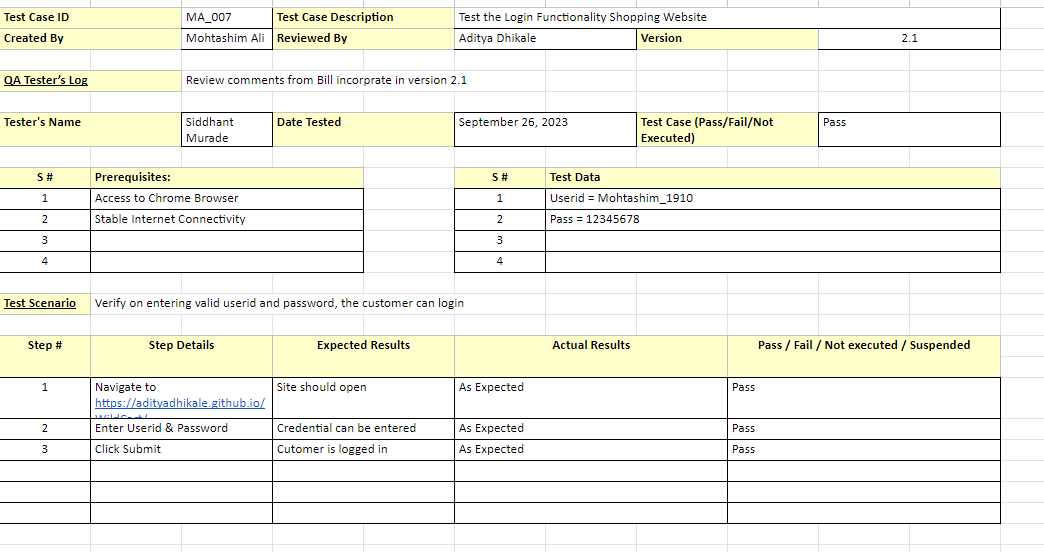 Test Case ID MA_007 Test Case Description Test the Login Functionality Shopping Website
Created By Mohtashim Ali Reviewed By Aditya Dhikale Version 2.1
QA Tester's Log Review comments from Bill incorprate in version 2.1
Tester's Name Siddhant Date Tested September 26, 2023 Test Case (Pass/Fail/Not Pass
Murade Executed)
S # Prerequisites: S # Test Data
1 Access to Chrome Browser 1 Userid = Mohtashim_1910
2 Stable Internet Connectivity 2 Pass = 12345678
3 3
4 4
Test Scenario Verify on entering valid userid and password, the customer can login
Step # Step Details Expected Results Actual Results Pass / Fail / Not executed / Suspended
1 Navigate to Site should open As Expected Pass
https://adityadhikale.github.io/
2 Enter Userid & Password Credential can be entered As Expected Pass
3 Click Submit Cutomer is logged in As Expected Pass